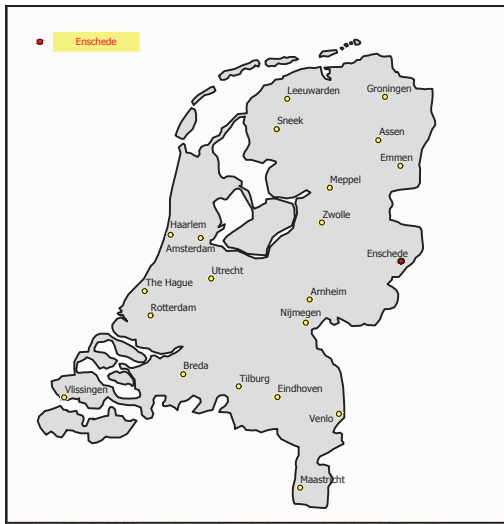 Enschede
Leeuwarden
Groningen
Sneek
Assen
Emmen
Meppel
Zwolle
Haarlem
Amsterdam
Enschede
Utrecht
The Hague
Arnheim
Rotterdam
Nijmegen
Breda
Tilburg
Vlissingen
Eindhoven
Venlo
Maastricht